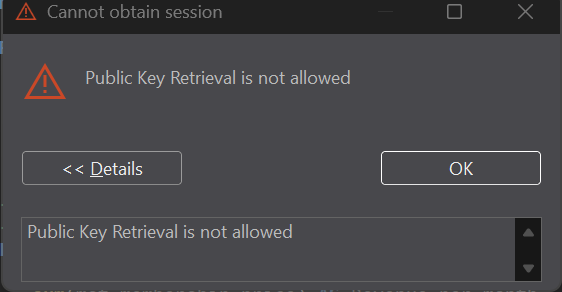 Cannot obtain session
Public Key Retrieval is not allowed
<< Details
OK
Public Key Retrieval is not allowed